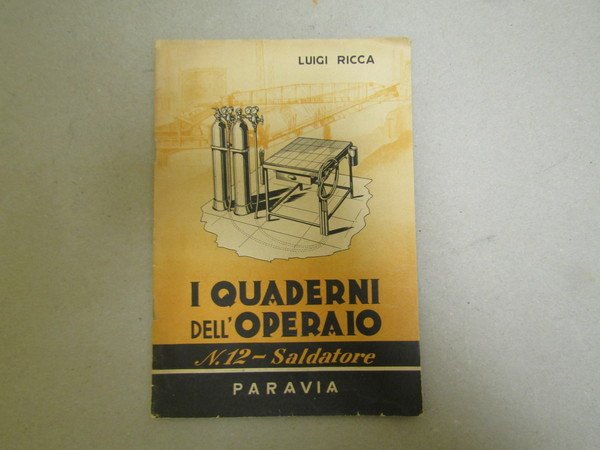 LUIGI RICCA
I QUADERNI
DELL'OPERAIO
N.12 - Saldatore
PARAVIA